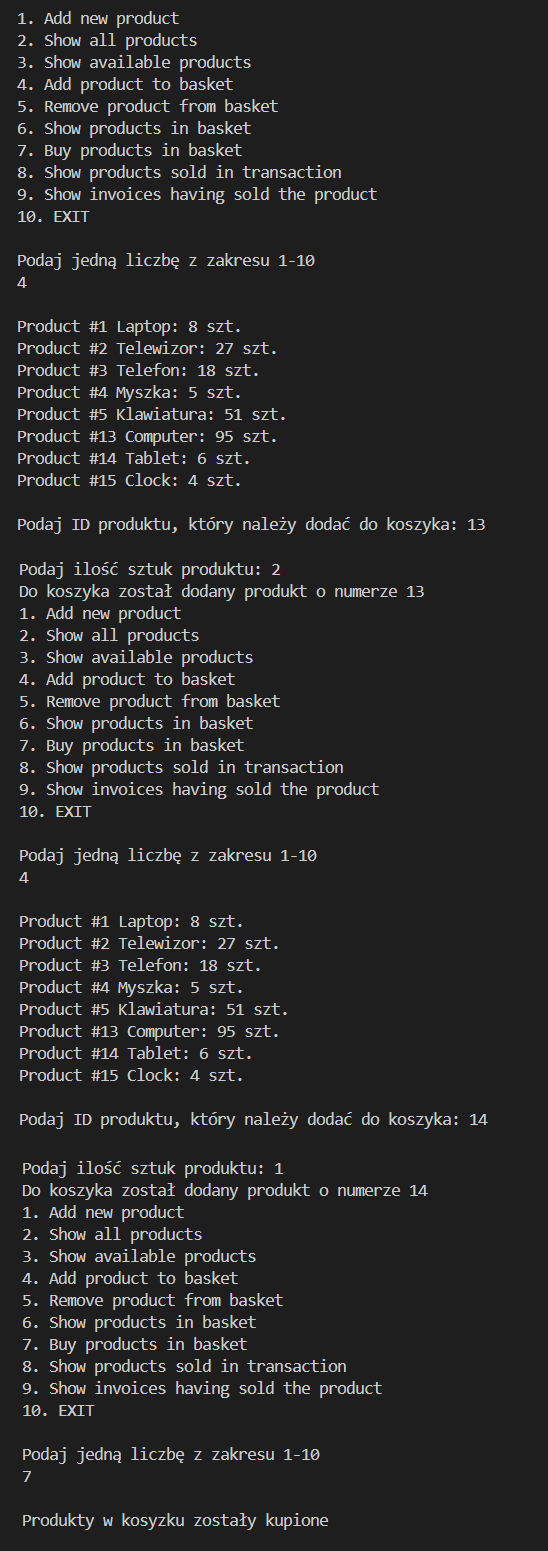 1. Add new product
2. Show all products
3. Show available products
4. Add product to basket
5. Remove product from basket
6. Show products in basket
7. Buy products in basket
8. Show products sold in transaction
9. Show invoices having sold the product
10. EXIT
Podaj jedną liczbę z zakresu 1-10
4
Product #1 Laptop: 8 szt.
Product #2 Telewizor: 27 szt.
Product #3 Telefon: 18 szt.
Product #4 Myszka: 5 szt.
Product #5 Klawiatura: 51 szt.
Product #13 Computer: 95 szt.
Product #14 Tablet: 6 szt.
Product #15 Clock: 4 szt.
Podaj ID produktu, który należy dodać do koszyka: 13
Podaj ilość sztuk produktu: 2
Do koszyka został dodany produkt o numerze 13
1. Add new product
2. Show all products
3. Show available products
4. Add product to basket
5. Remove product from basket
6. Show products in basket
7. Buy products in basket
8. Show products sold in transaction
9. Show invoices having sold the product
10. EXIT
Podaj jedną liczbę z zakresu 1-10
4
Product #1 Laptop: 8 szt.
Product #2 Telewizor: 27 szt.
Product #3 Telefon: 18 szt.
Product #4 Myszka: 5 szt.
Product #5 Klawiatura: 51 szt.
Product #13 Computer: 95 szt.
Product #14 Tablet: 6 szt.
Product #15 Clock: 4 szt.
Podaj ID produktu, który należy dodać do koszyka: 14
Podaj ilość sztuk produktu: 1
Do koszyka został dodany produkt o numerze 14
1. Add new product
2. Show all products
3. Show available products
4. Add product to basket
5. Remove product from basket
6. Show products in basket
7. Buy products in basket
8. Show products sold in transaction
9. Show invoices having sold the product
10. EXIT
Podaj jedną liczbę z zakresu 1-10
7
Produkty w kosyzku zostały kupione